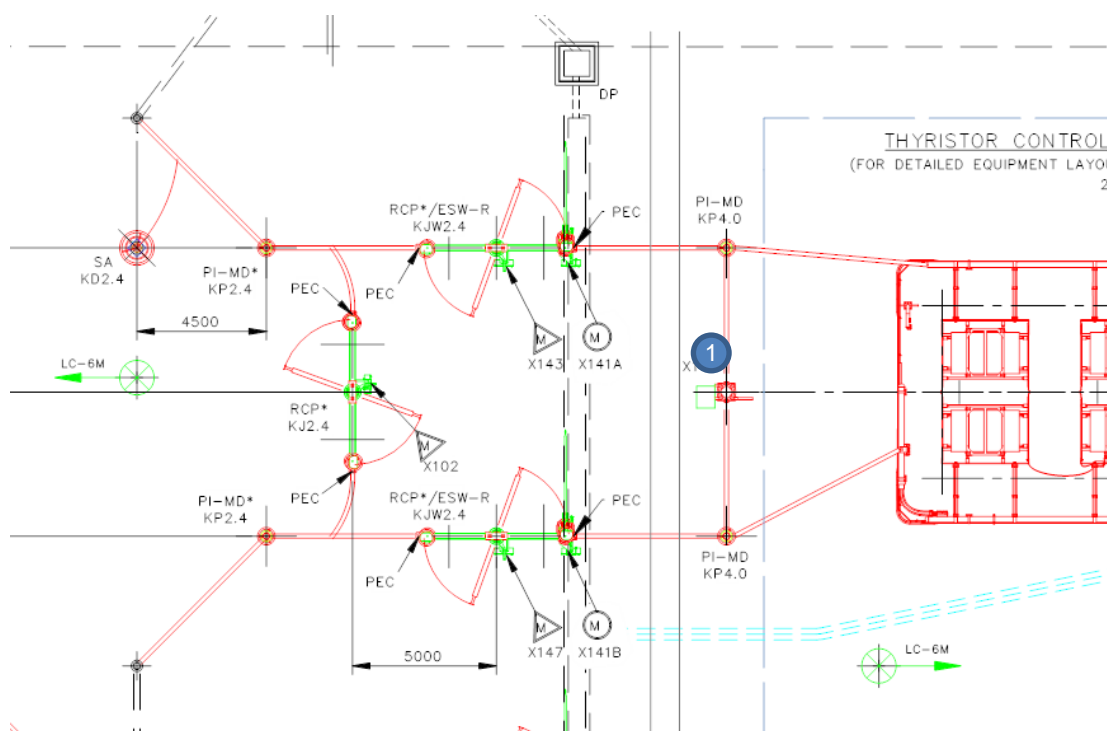 DP
THYRISTOR CONTROL
(FOR DETAILED EQUIPMENT LAYO
2
RCP*/ESW-R
KJW2.4
PEC
PI-MD
KP4.0
SA
KD2.4
PI-MD*
KP2.4
PEC
PEC
4500
M
M
X143
X141A
1
LC-6M
RCP*
KJ2.4
M
X102
PI-MD*
KP2.4
PEC
RCP*/ESW-R
KJW2.4
PEC
PEC
PI-MD
KP4.0
M
M
5000
X147
X141B
LC-6M